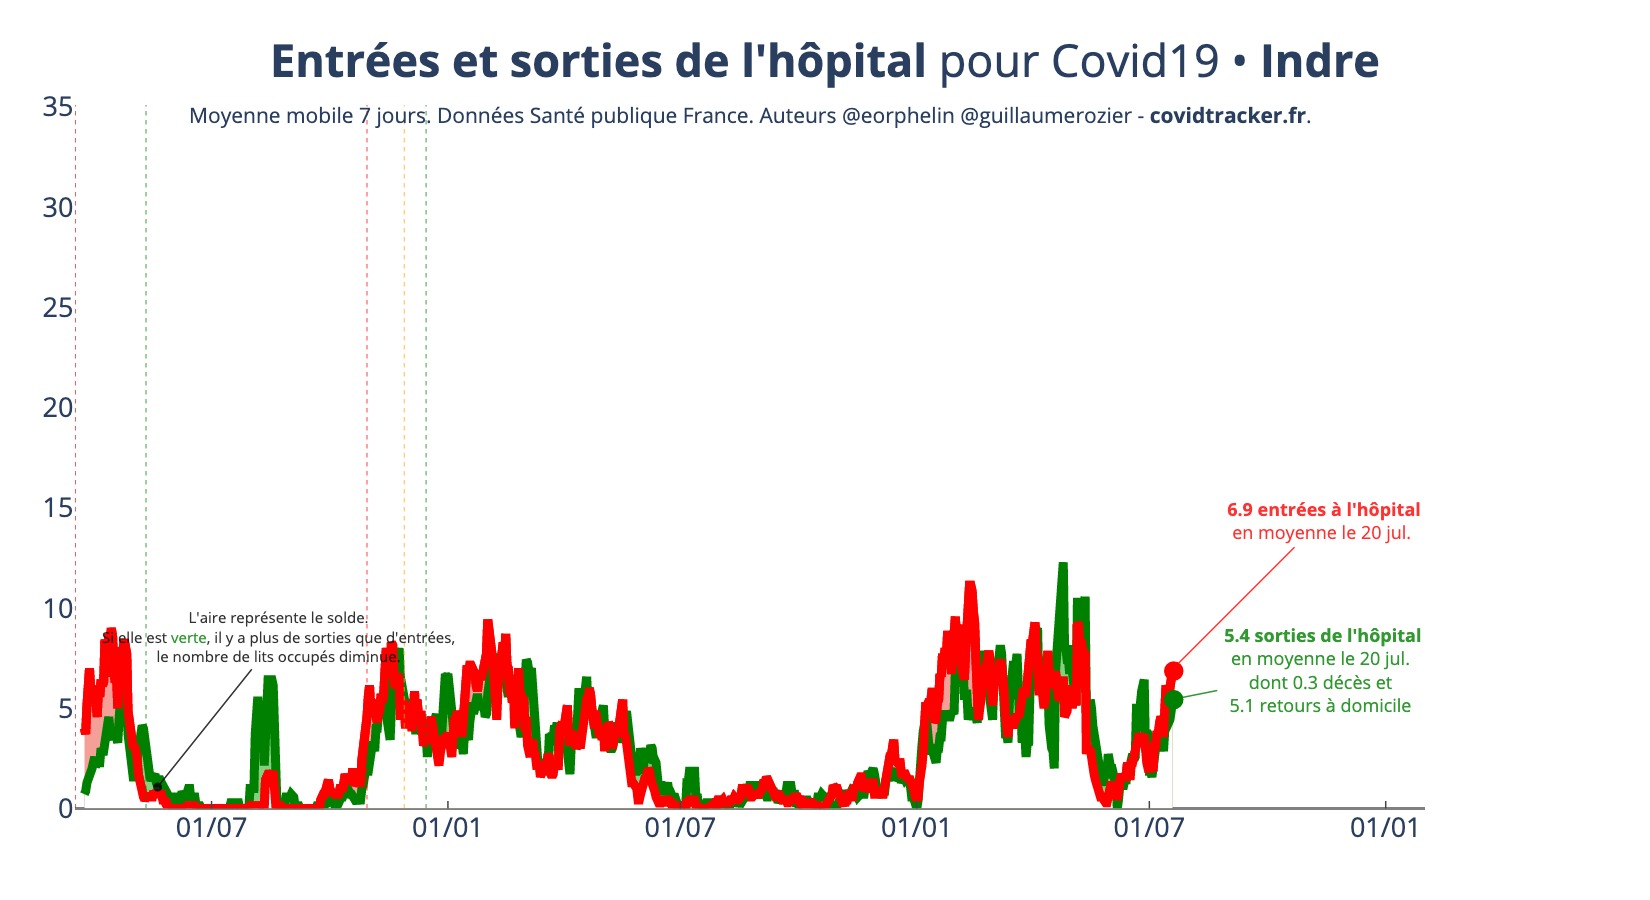 Entrées et sorties de l'hôpital pour Covid19 • Indre
Moyenne mobile 7 jours. Données Santé publique France. Auteurs @eorphelin @guillaumerozier - covidtracker.fr.
35
30
25
20
15
10
5
0
L'aire représente le solde.
Si elle est verte, il y a plus de sorties que d'entrées,
le nombre de lits occupés diminue.
6.9 entrées à l'hôpital
en moyenne le 20 jul.
5.4 sorties de l'hôpital
en moyenne le 20 jul.
dont 0.3 décès et
5.1 retours à domicile
01/07 01/01 01/07 01/01 01/07 01/01